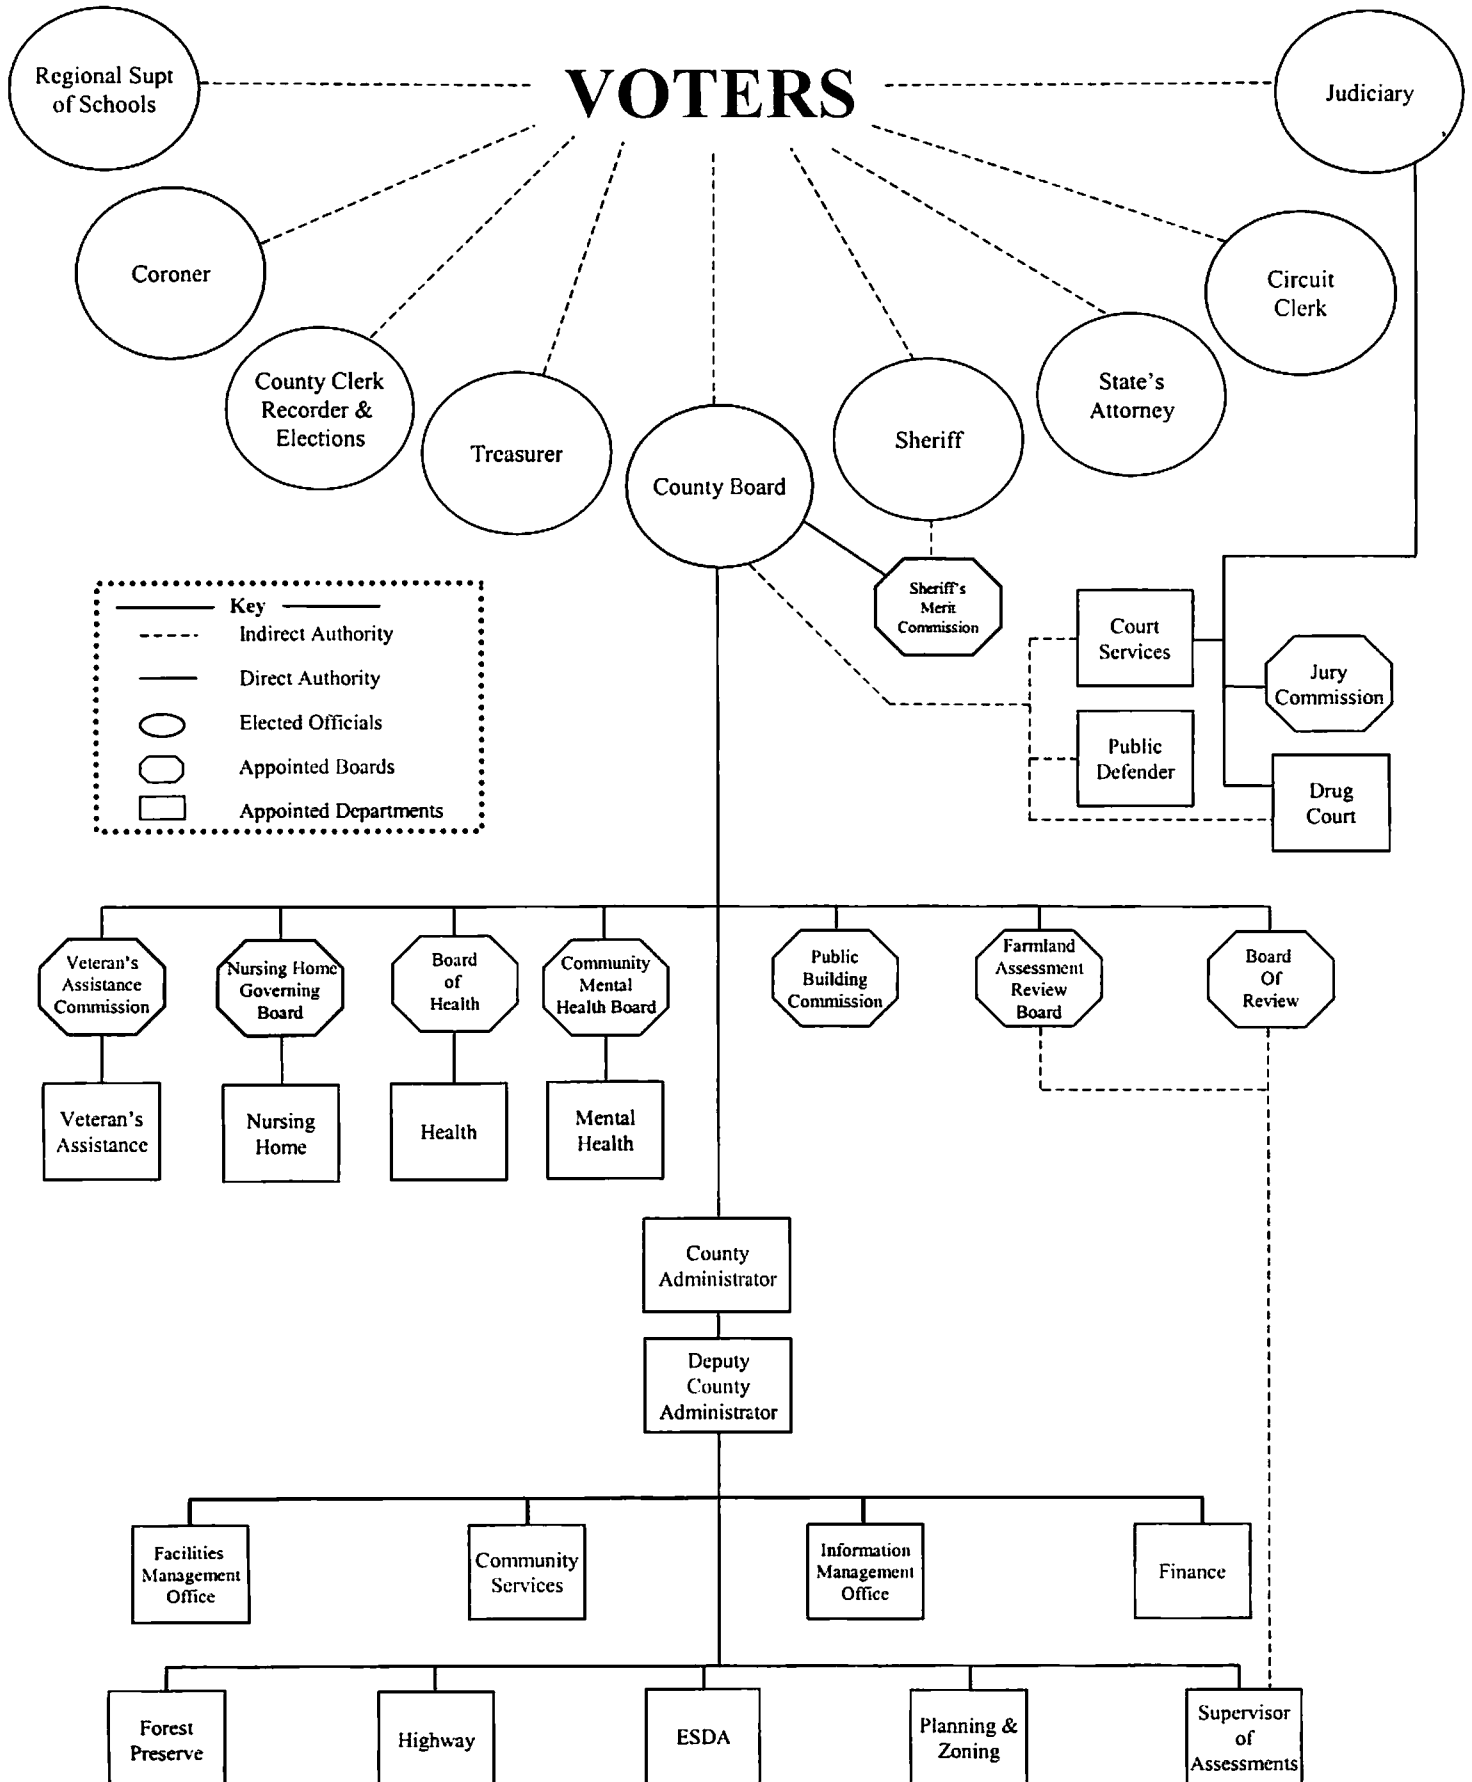 VOTERS
Regional Supt
of Schools
Judiciary
Coroner
Circuit
Clerk
County Clerk
Recorder &
Elections
Treasurer
County Board
Sheriff
State's
Attorney
Key
Indirect Authority
Direct Authority
Elected Officials
Appointed Boards
Appointed Departments
Sheriff's
Merit
Commission
Court
Services
Jury
Commission
Public
Defender
Drug
Court
Veteran's
Assistance
Commission
Nursing Home
Governing
Board
Board
of
Health
Community
Mental
Health Board
Public
Building
Commission
Farmland
Assessment
Review
Board
Board
Of
Review
Veteran's
Assistance
Nursing
Home
Health
Mental
Health
County
Administrator
Deputy
County
Administrator
Facilities
Management
Office
Community
Services
Information
Management
Office
Finance
Forest
Preserve
Highway
ESDA
Planning &
Zoning
Supervisor
of
Assessments